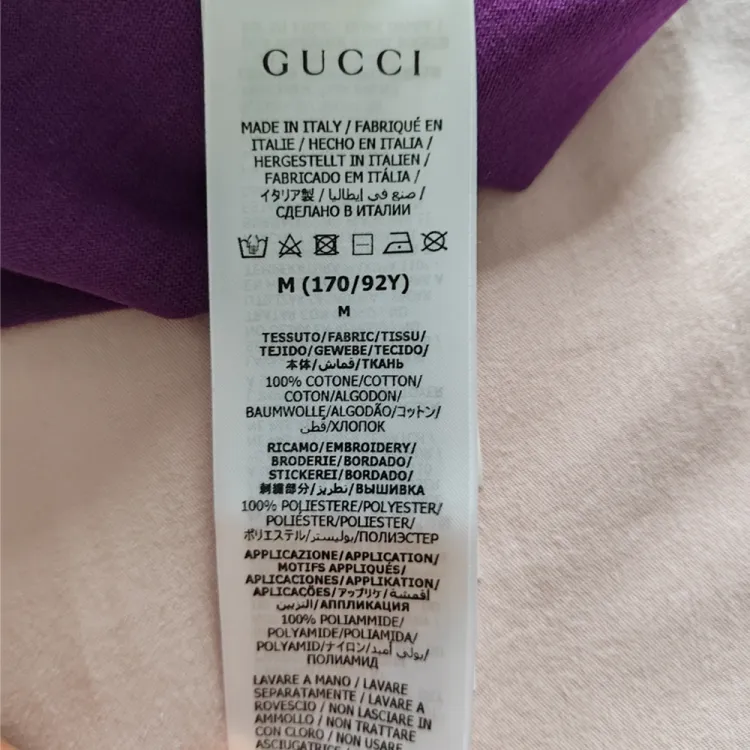 GUCCI
MADE IN ITALY / FABRIQUÉ EN
ITALIE / HECHO EN ITALIA /
HERGESTELLT IN ITALIEN /
FABRICADO EM ITÁLIA /
イタリア製 / صنع في إيطاليا /
СДЕЛАНО В ИТАЛИИ
M (170/92Y)
M
TESSUTO/FABRIC/TISSU/
TEJIDO/GEWEBE/TECIDO/
本体/قماش/ТКАНЬ
100% COTONE/COTTON/
COTON/ALGODON/
BAUMWOLLE/ALGODÃO/コットン/
قطن/ХЛОПОК
RICAMO/EMBROIDERY/
BRODERIE/BORDADO/
STICKEREI/BORDADO/
刺繍部分/تطريز/ВЫШИВКА
100% POLIESTERE/POLYESTER/
POLIÉSTER/POLIESTER/
ポリエステル/بوليستر/ПОЛИЭСТЕР
APPLICAZIONE/APPLICATION/
MOTIFS APPLIQUÉS/
APLICACIONES/APPLIKATION/
APLICAÇÕES/アップリケ/أقمشة/
التزيين/АППЛИКАЦИЯ
100% POLIAMMIDE/
POLYAMIDE/POLIAMIDA/
POLYAMID/ナイロン/بولي أميد/
ПОЛИАМИД
LAVARE A MANO / LAVARE
SEPARATAMENTE / LAVARE A
ROVESCIO / NON LASCIARE IN
AMMOLLO / NON TRATTARE
CON CLORO / NON USARE
ASCIUGATRICE